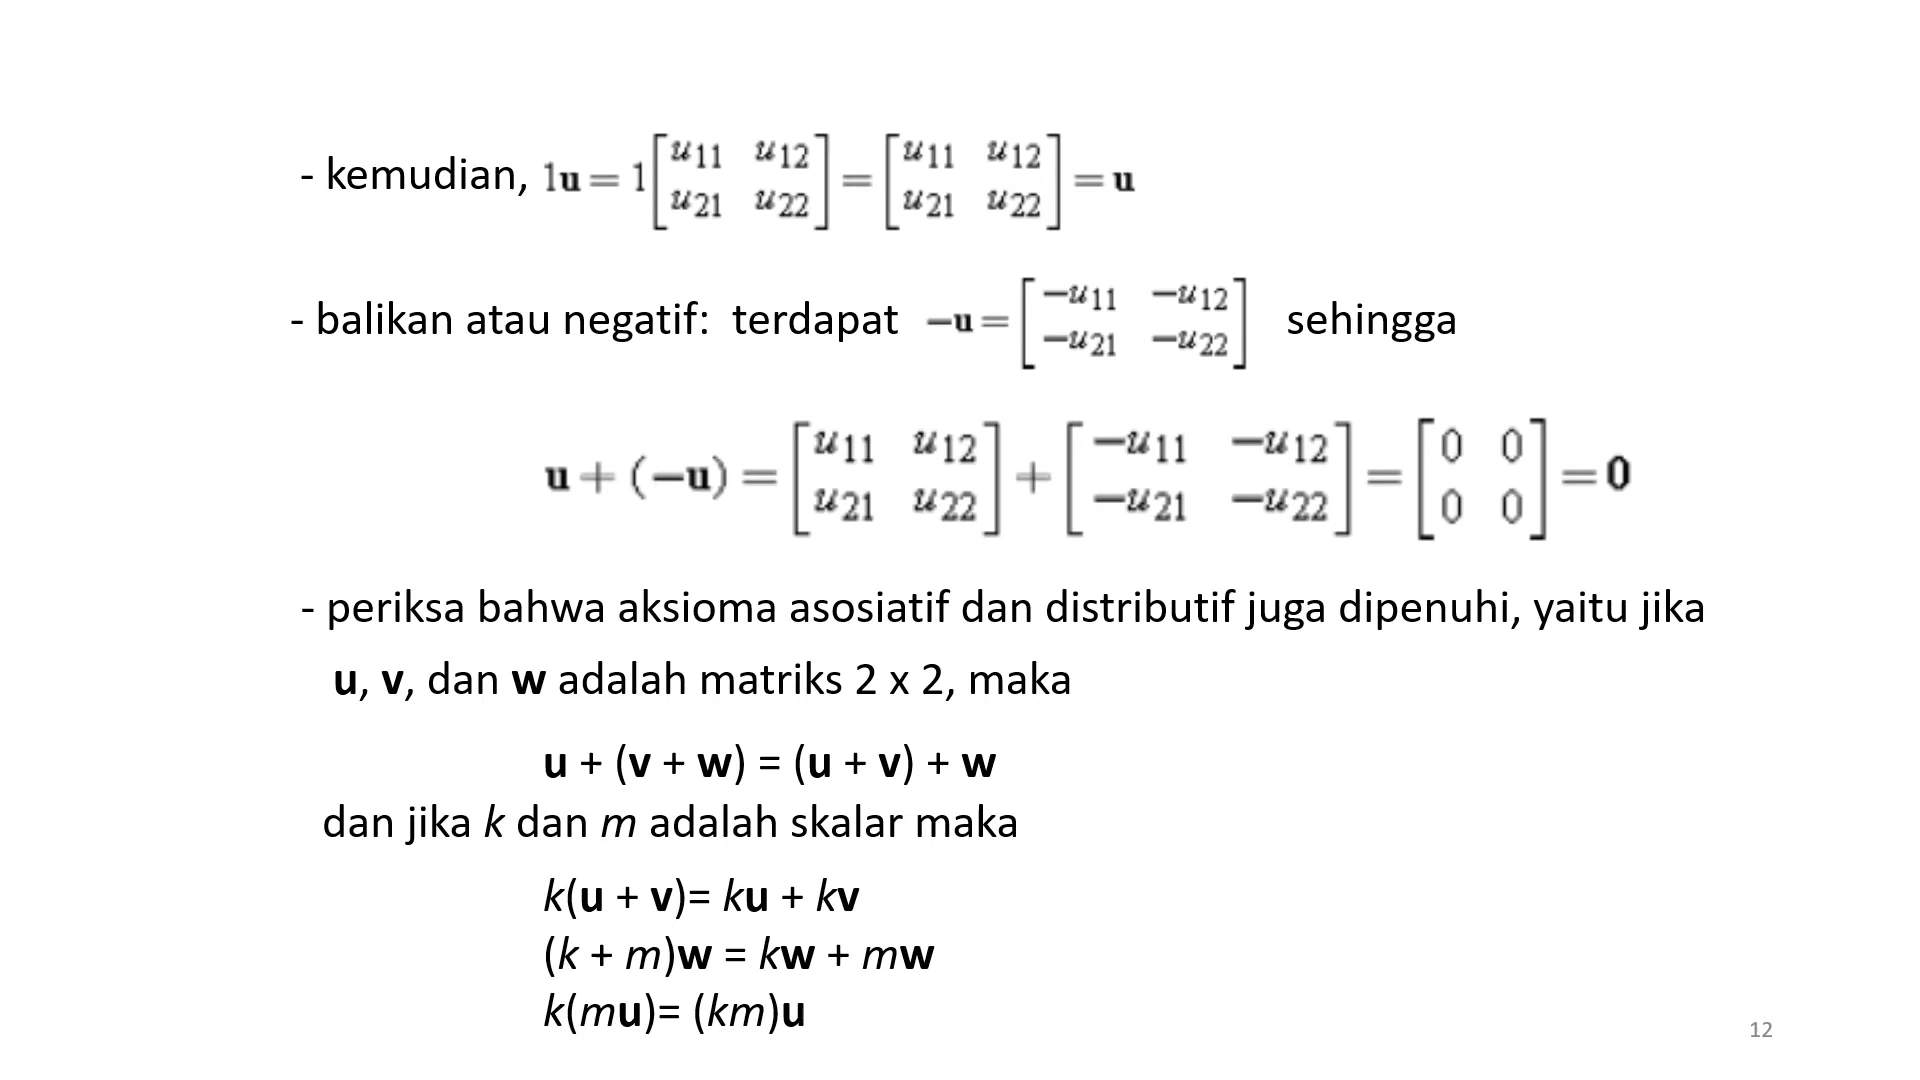 - kemudian, 1u = 1[u11 u12; u21 u22] = [u11 u12; u21 u22] = u
- balikan atau negatif: terdapat −u = [−u11 −u12; −u21 −u22] sehingga
u + (−u) = [u11 u12; u21 u22] + [−u11 −u12; −u21 −u22] = [0 0; 0 0] = 0
- periksa bahwa aksioma asosiatif dan distributif juga dipenuhi, yaitu jika
u, v, dan w adalah matriks 2 x 2, maka
u + (v + w) = (u + v) + w
dan jika k dan m adalah skalar maka
k(u + v)= ku + kv
(k + m)w = kw + mw
k(mu)= (km)u
12